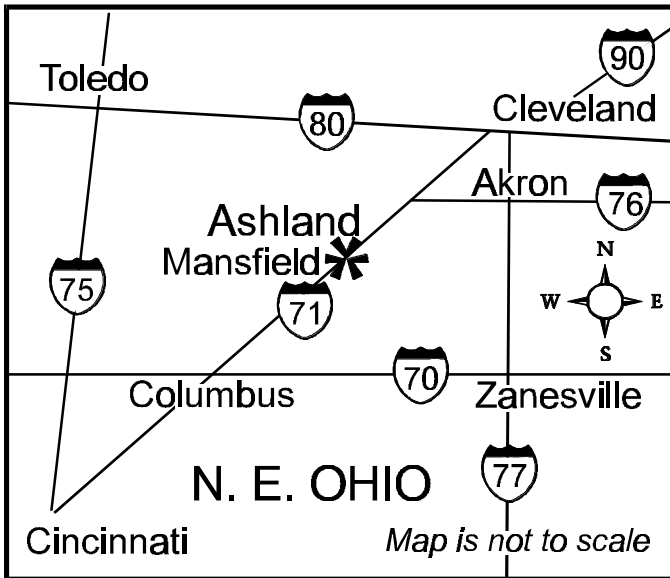 90
Toledo
Cleveland
80
Akron
76
Ashland
Mansfield
N
W E
S
75
71
70
Columbus
Zanesville
77
N. E. OHIO
Cincinnati
Map is not to scale